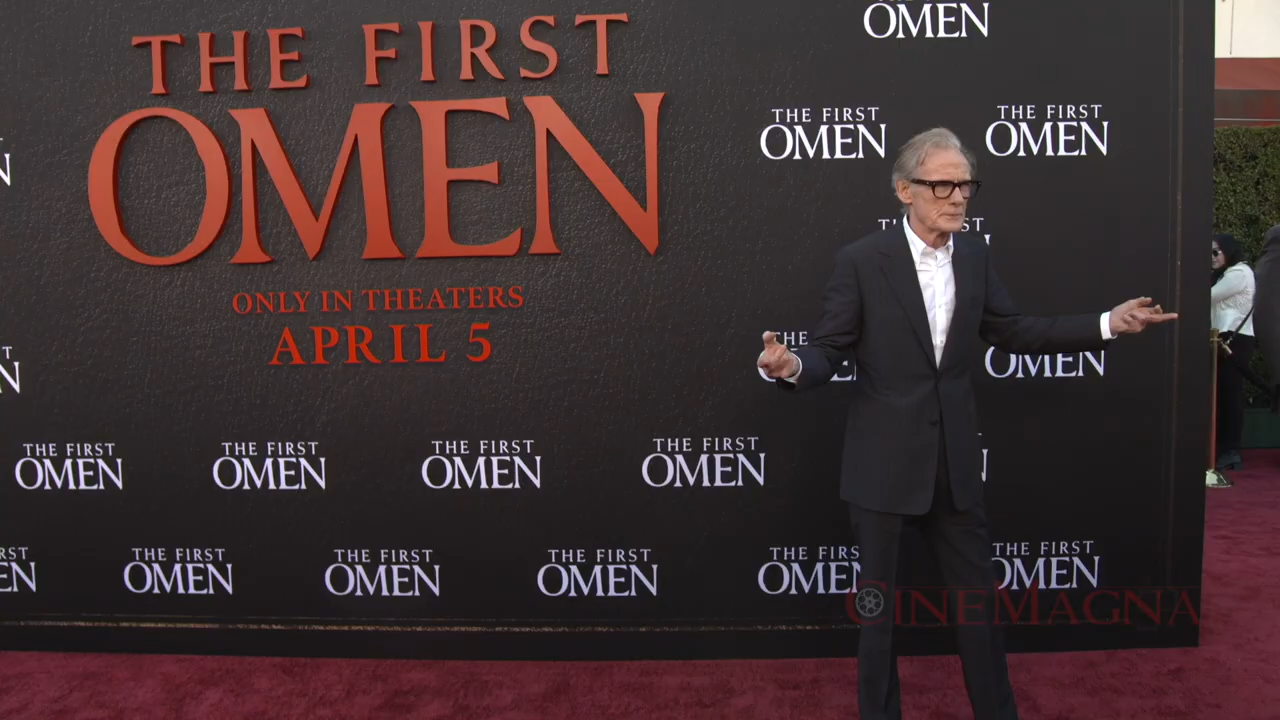 THE FIRST
OMEN
ONLY IN THEATERS
APRIL 5
OMEN
THE FIRST
OMEN
THE FIRST
OMEN
THE
OMEN
THE FIRST
OMEN
THE FIRST
OMEN
THE FIRST
OMEN
THE FIRST
OMEN
THE FIRST
OMEN
THE FIRST
OMEN
THE FIRST
OMEN
THE FIRST
OMEN
THE FIRST
OMEN
CINEMAGNA